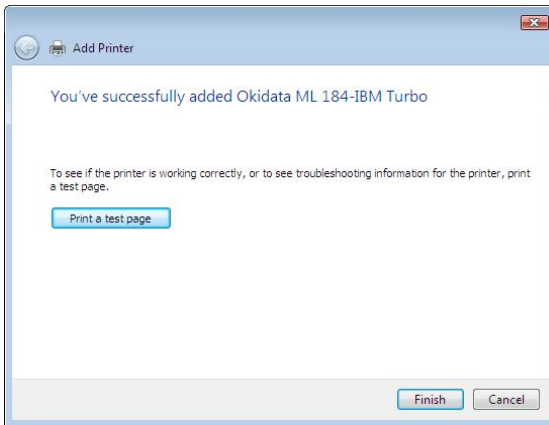 Add Printer
You've successfully added Okidata ML 184-IBM Turbo
To see if the printer is working correctly, or to see troubleshooting information for the printer, print
a test page.
Print a test page
Finish Cancel